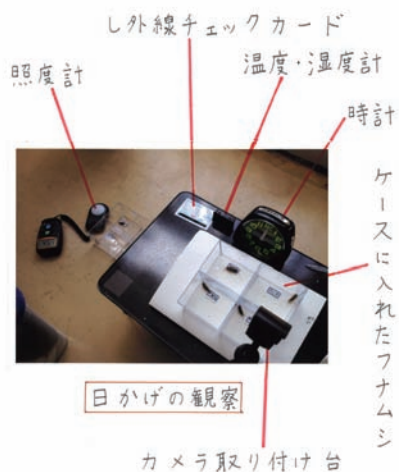 し外線チェックカード
照度計
温度・湿度計
時計
ケースに入れたフナムシ
日かげの観察
カメラ取り付け台